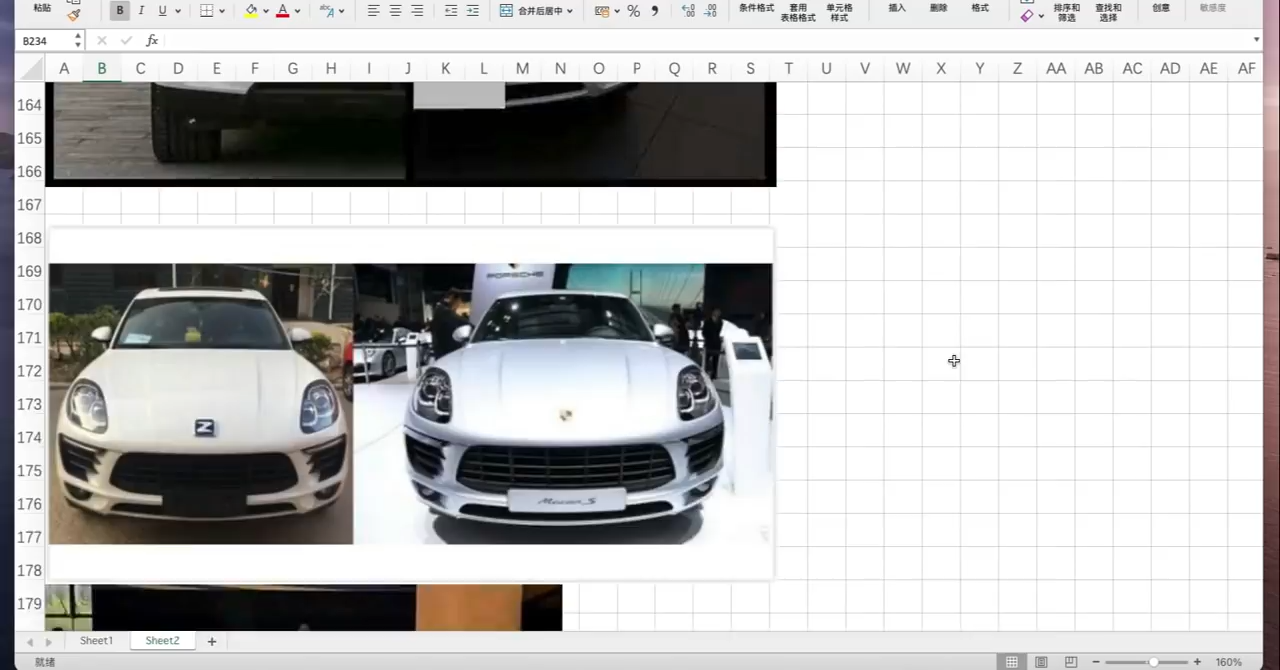 粘贴 B I U A 合并后居中 % 条件格式 套用 表格格式 单元格 样式 插入 删除 格式 排序和 筛选 查找和 选择 创意 敏感度
B234 fx
A B C D E F G H I J K L M N O P Q R S T U V W X Y Z AA AB AC AD AE AF
164
165
166
167
168
169
PORSCHE
170
171
172
173
174
Z
175
176
Macan S
177
178
179
Sheet1 Sheet2 +
就绪 160%